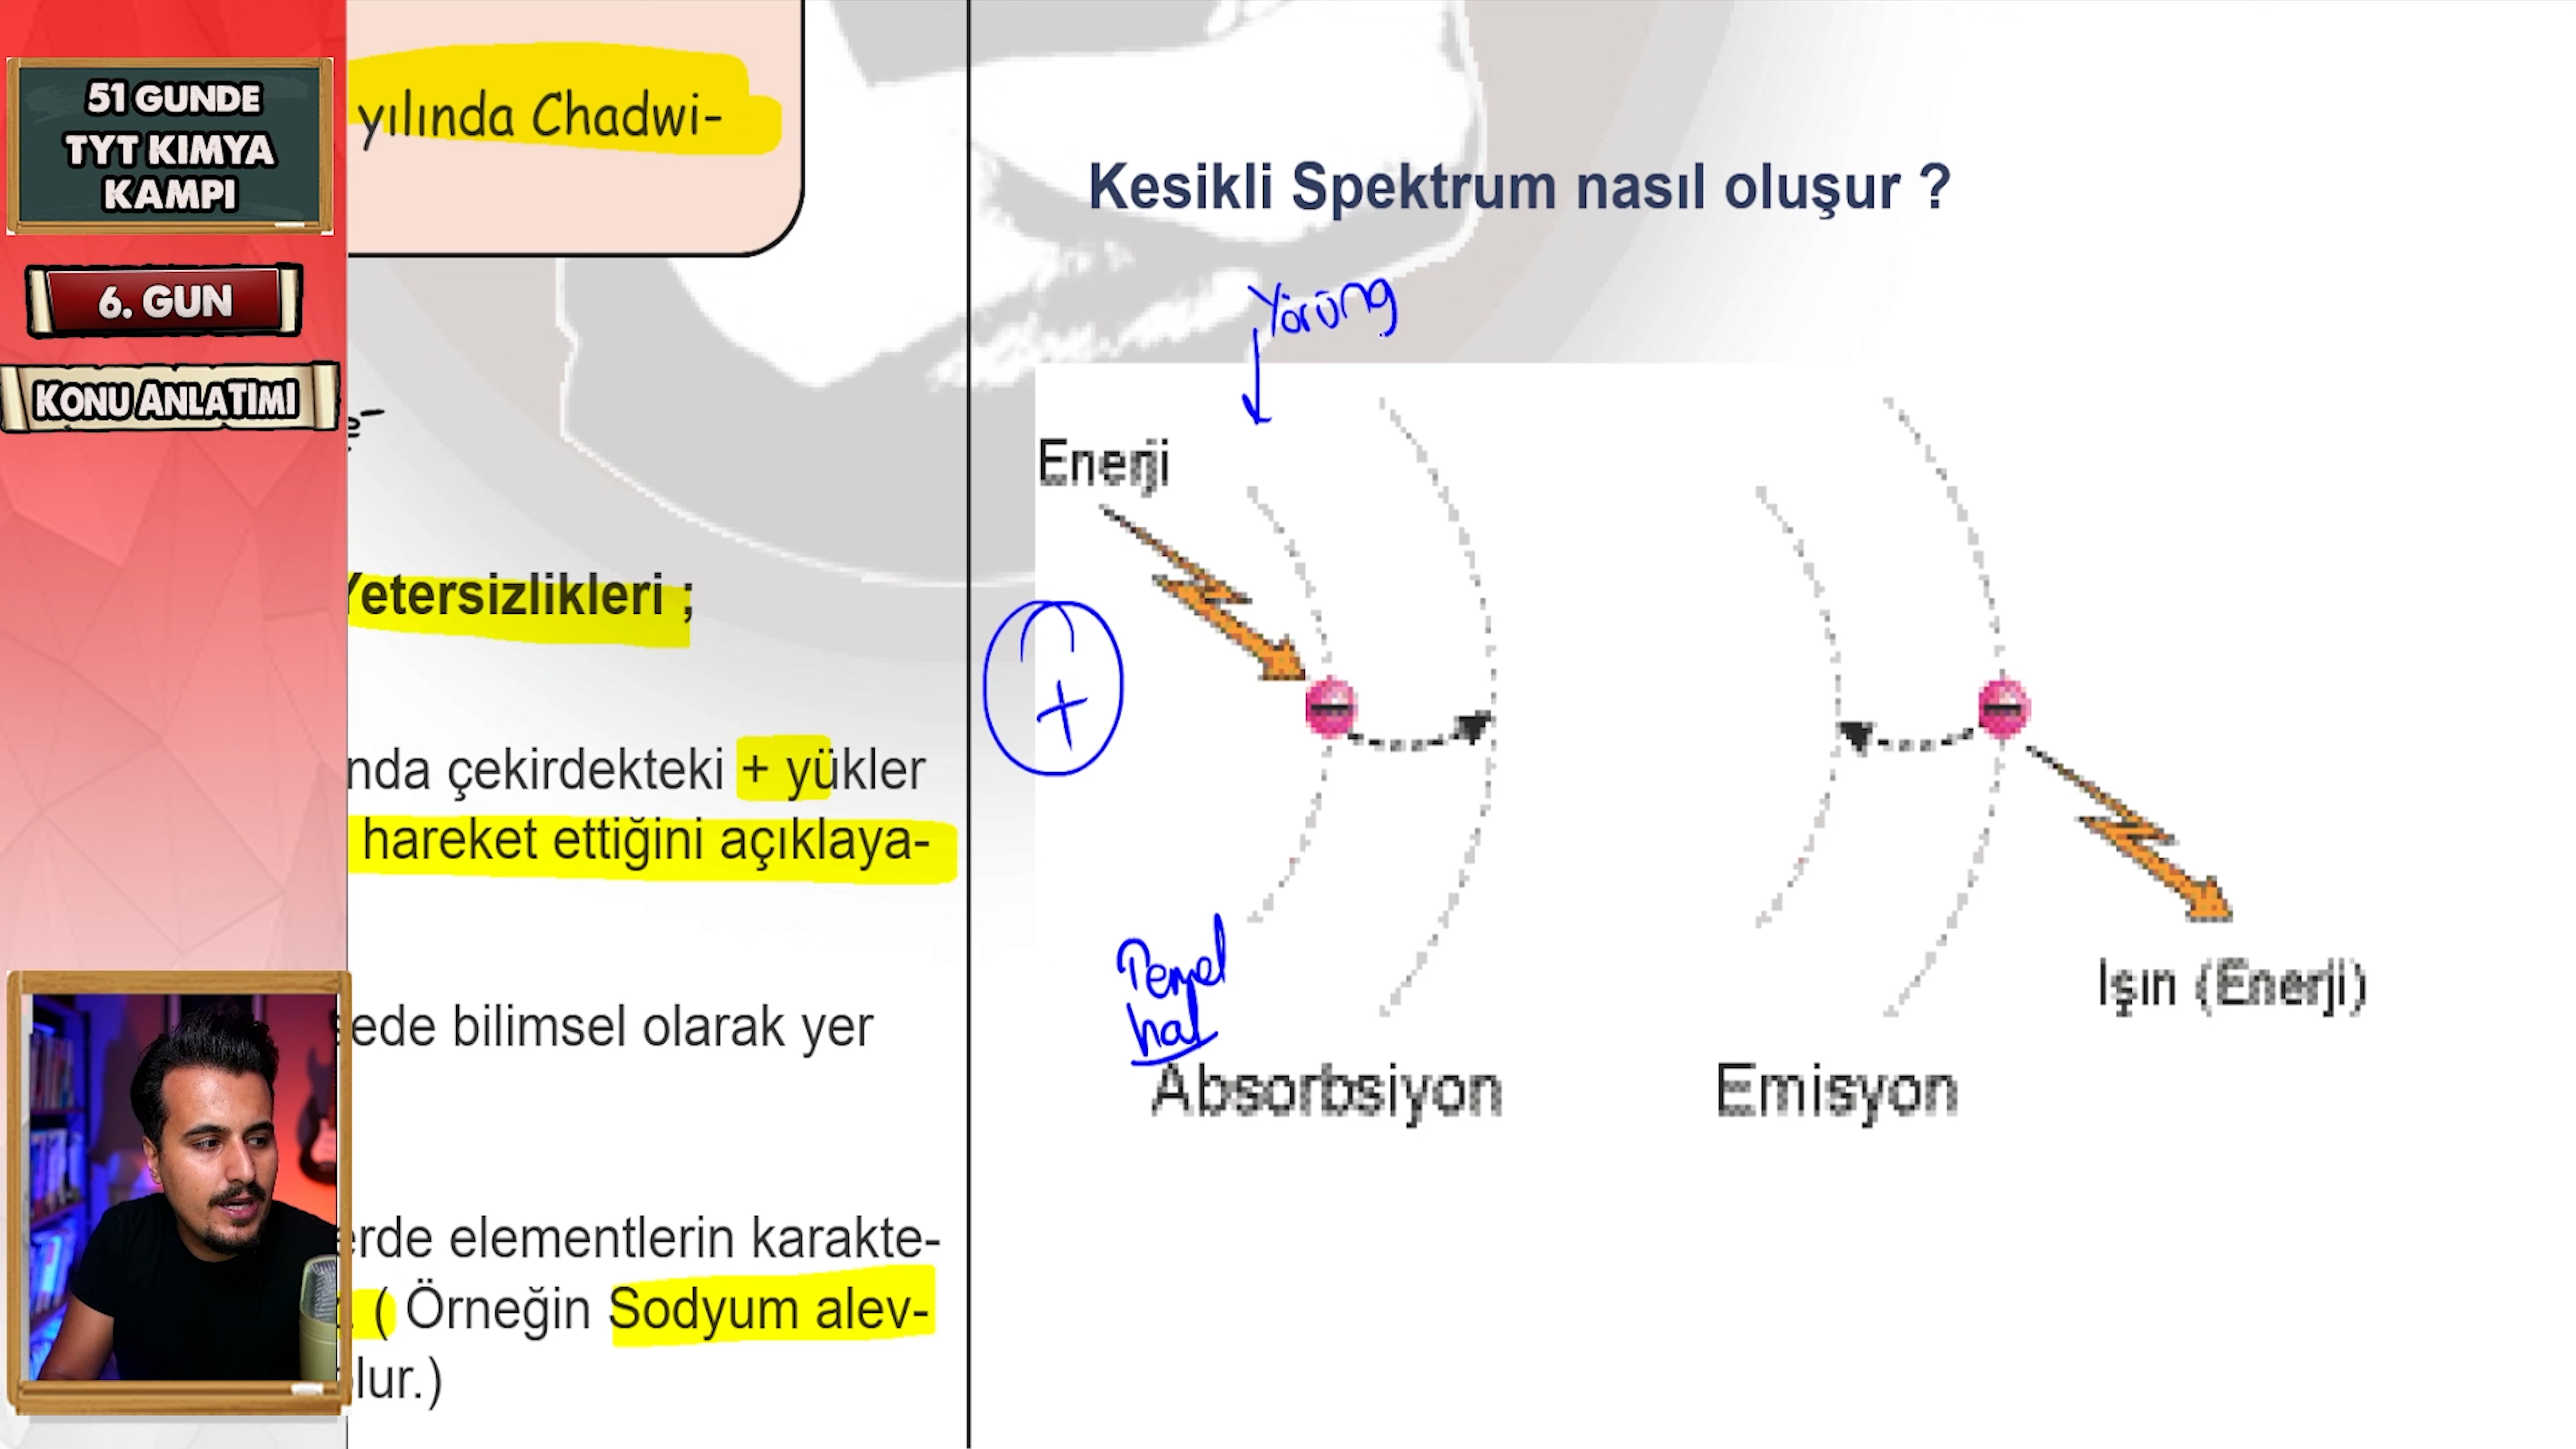 51 GUNDE
TYT KIMYA
KAMPI
6. GUN
KONU ANLATIMI
yılında Chadwi-
e-
Yetersizlikleri ;
nda çekirdekteki + yükler
hareket ettiğini açıklaya-
ede bilimsel olarak yer
erde elementlerin karakte-
( Örneğin Sodyum alev-
lur.)
Kesikli Spektrum nasıl oluşur ?
Yörüng
Enerji
+
Temel
hal
Absorbsiyon
Emisyon
Işın (Enerji)